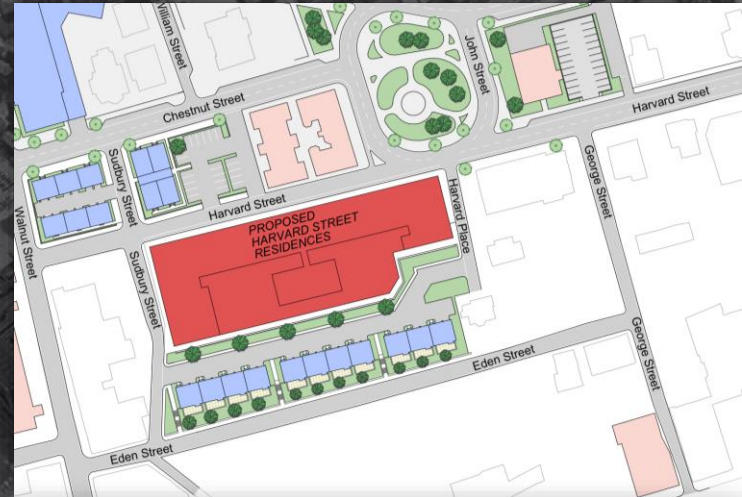 William Street
John Street
Chestnut Street
Harvard Street
Sudbury Street
Harvard Street
George Street
Walnut Street
Sudbury Street
PROPOSED
HARVARD STREET
RESIDENCES
Harvard Place
George Street
Eden Street
Eden Street